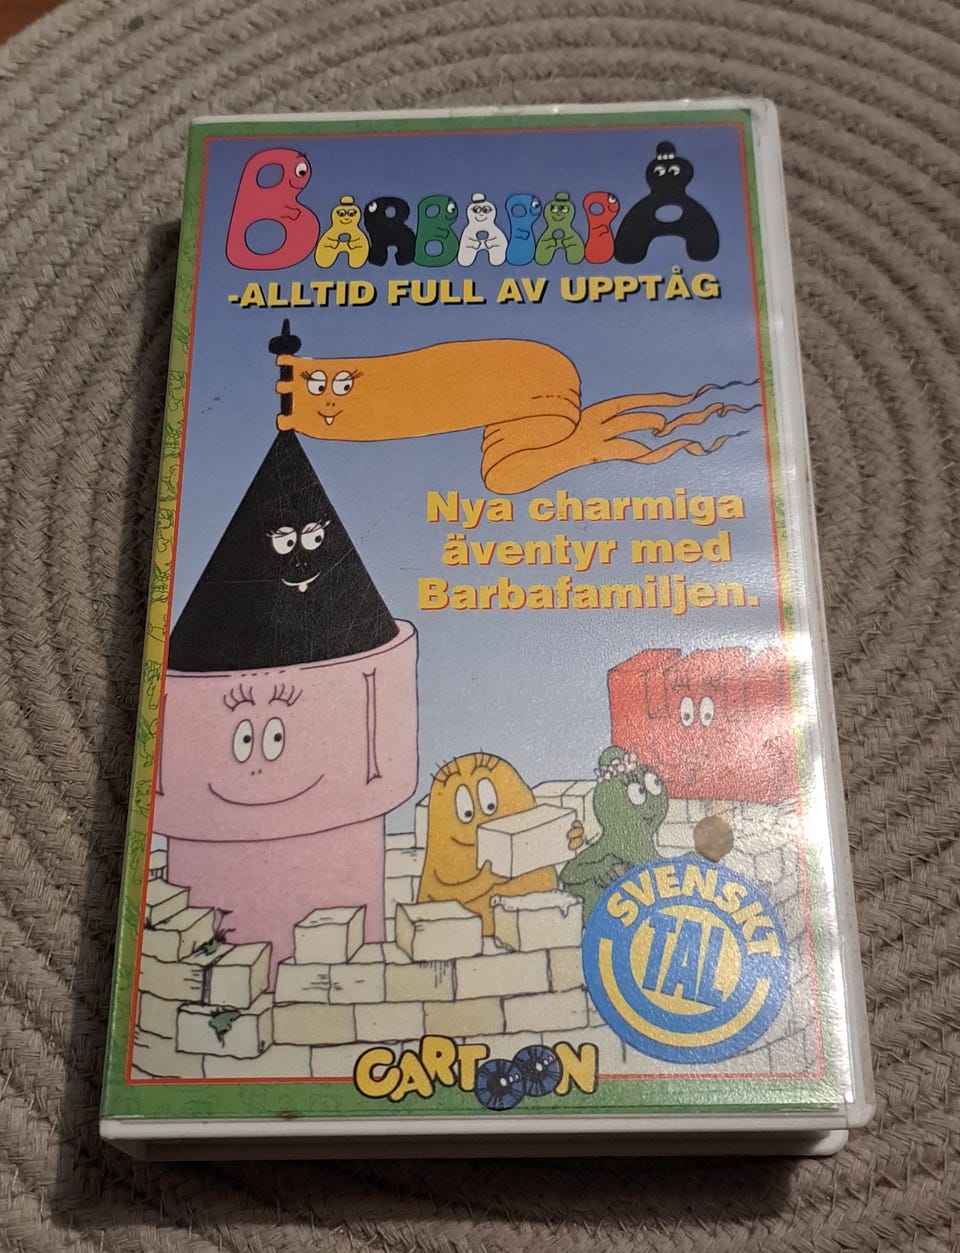 BARBAPAPA
-ALLTID FULL AV UPPTÅG
Nya charmiga
äventyr med
Barbafamiljen.
SVENSKT
TAL
CARTOON